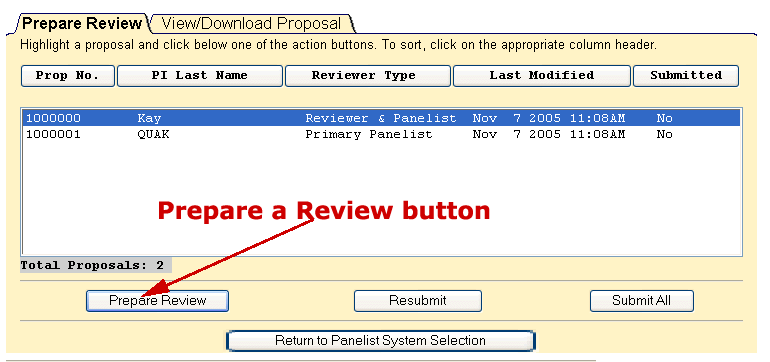 Prepare Review View/Download Proposal
Highlight a proposal and click below one of the action buttons. To sort, click on the appropriate column header.
Prop No. PI Last Name Reviewer Type Last Modified Submitted
1000000 Kay Reviewer & Panelist Nov 7 2005 11:08AM No
1000001 QUAK Primary Panelist Nov 7 2005 11:08AM No
Prepare a Review button
Total Proposals: 2
Prepare Review Resubmit Submit All
Return to Panelist System Selection